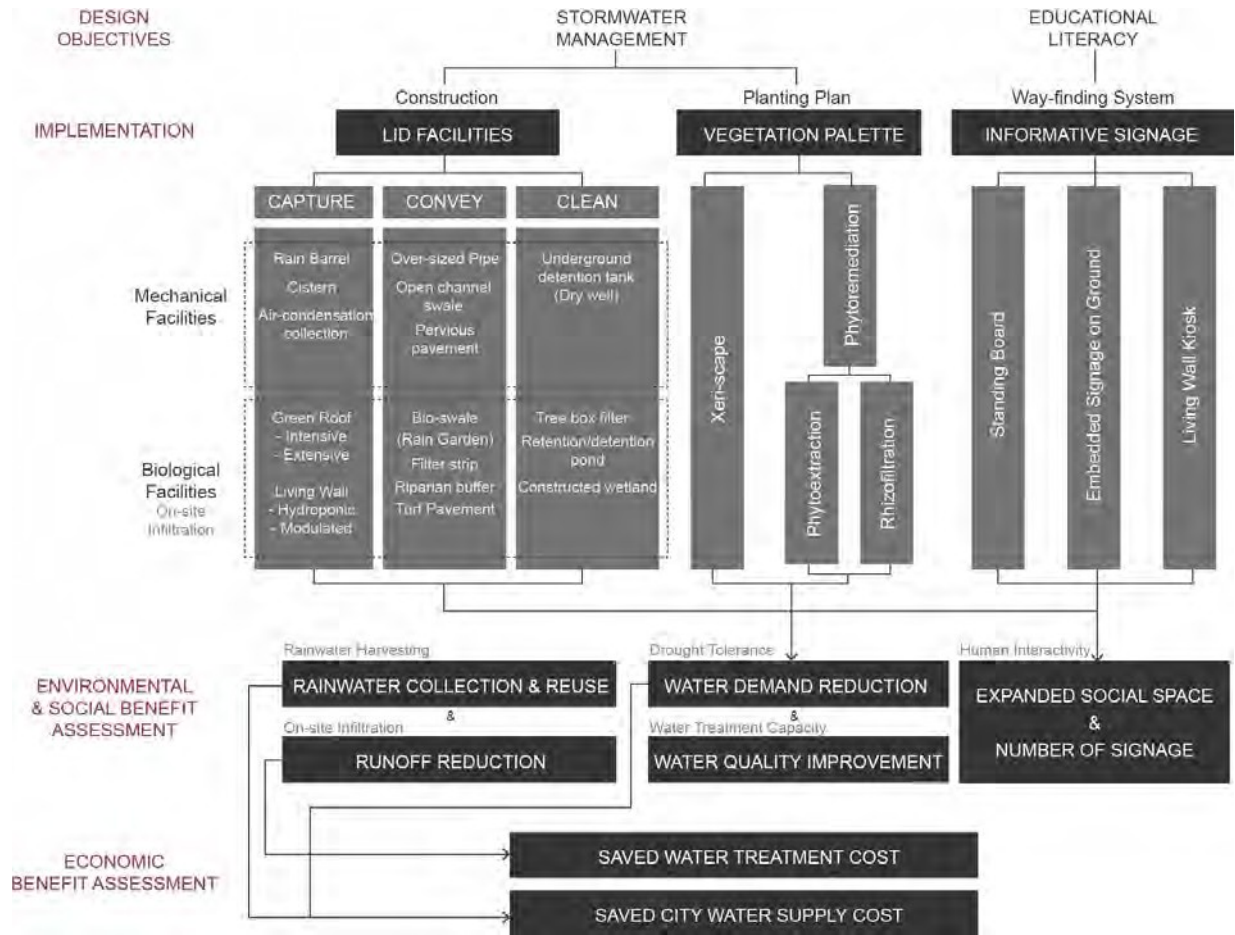 DESIGN
OBJECTIVES
STORMWATER
MANAGEMENT
EDUCATIONAL
LITERACY
IMPLEMENTATION
Construction
LID FACILITIES
Planting Plan
VEGETATION PALETTE
Way-finding System
INFORMATIVE SIGNAGE
CAPTURE
CONVEY
CLEAN
Mechanical
Facilities
Rain Barrel
Cistern
Air-condensation
collection
Over-sized Pipe
Open channel
swale
Pervious
pavement
Underground
detention tank
(Dry well)
Biological
Facilities
On-site
Infiltration
Green Roof
- Intensive
- Extensive
Living Wall
- Hydroponic
- Modulated
Bio-swale
(Rain Garden)
Filter strip
Riparian buffer
Turf Pavement
Tree box filter
Retention/detention
pond
Constructed wetland
Xeri-scape
Phytoremediation
Phytoextraction
Rhizofiltration
Standing Board
Embedded Signage on Ground
Living Wall Kiosk
ENVIRONMENTAL
& SOCIAL BENEFIT
ASSESSMENT
Rainwater Harvesting
RAINWATER COLLECTION & REUSE
&
On-site Infiltration
RUNOFF REDUCTION
Drought Tolerance
WATER DEMAND REDUCTION
&
Water Treatment Capacity
WATER QUALITY IMPROVEMENT
Human Interactivity
EXPANDED SOCIAL SPACE
&
NUMBER OF SIGNAGE
ECONOMIC
BENEFIT ASSESSMENT
SAVED WATER TREATMENT COST
SAVED CITY WATER SUPPLY COST